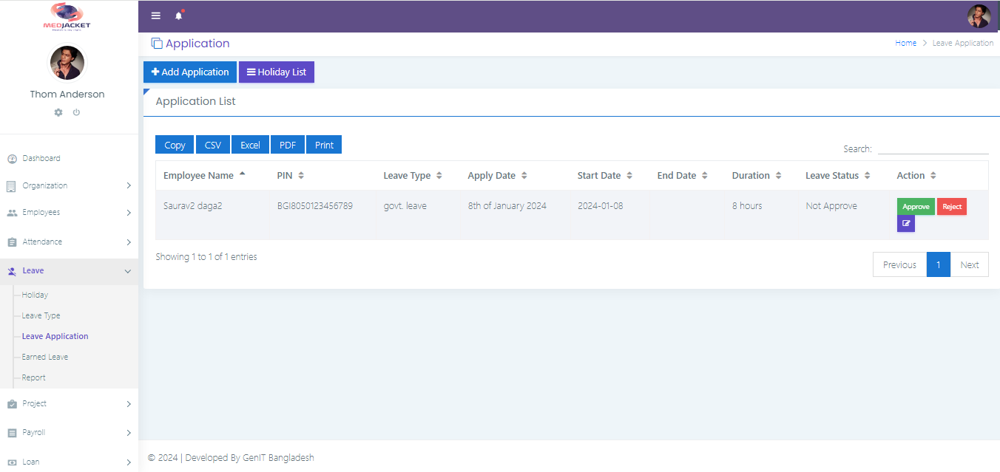 MEDJACKET
Thom Anderson
Dashboard
Organization
Employees
Attendance
Leave
Holiday
Leave Type
Leave Application
Earned Leave
Report
Project
Payroll
Loan
Application
Home > Leave Application
Add Application
Holiday List
Application List
Copy CSV Excel PDF Print
Search:
Employee Name PIN Leave Type Apply Date Start Date End Date Duration Leave Status Action
Saurav2 daga2 BGI8050123456789 govt. leave 8th of January 2024 2024-01-08 8 hours Not Approve Approve Reject
Showing 1 to 1 of 1 entries
Previous 1 Next
© 2024 | Developed By GenIT Bangladesh